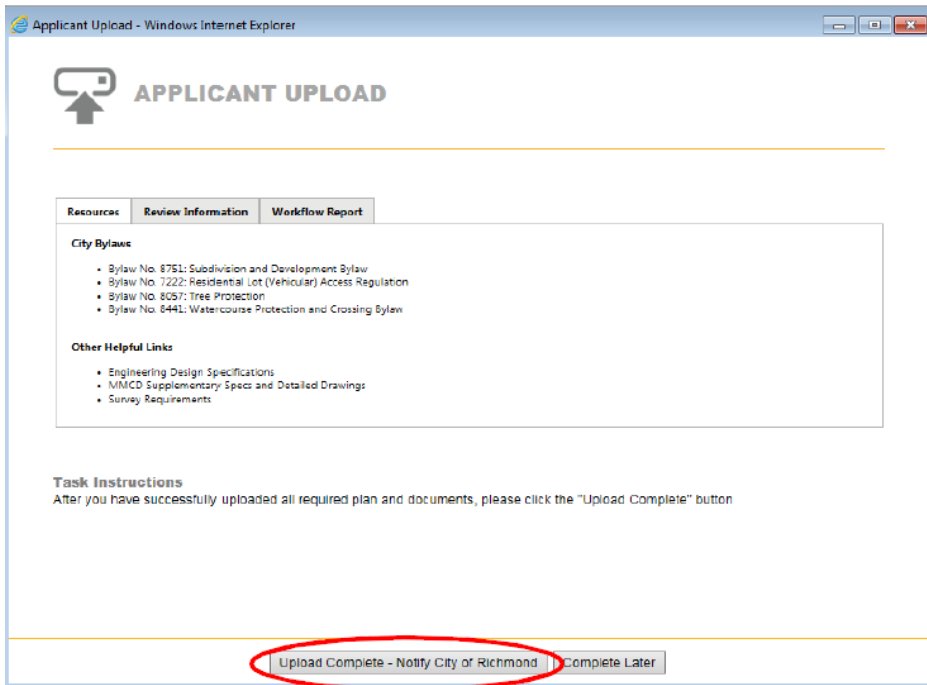 Applicant Upload - Windows Internet Explorer
APPLICANT UPLOAD
Resources Review Information Workflow Report
City Bylaws
• Bylaw No. 8751: Subdivision and Development Bylaw
• Bylaw No. 7222: Residential Lot (Vehicular) Access Regulation
• Bylaw No. 8057: Tree Protection
• Bylaw No. 8441: Watercourse Protection and Crossing Bylaw
Other Helpful Links
• Engineering Design Specifications
• MMCD Supplementary Specs and Detailed Drawings
• Survey Requirements
Task Instructions
After you have successfully uploaded all required plan and documents, please click the "Upload Complete" button
Upload Complete - Notify City of Richmond Complete Later